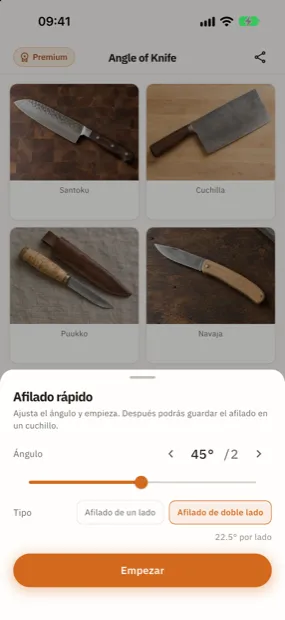 09:41
Premium
Angle of Knife
Santoku
Cuchilla
Puukko
Navaja
Afilado rápido
Ajusta el ángulo y empieza. Después podrás guardar el afilado en
un cuchillo.
Ángulo
45° /2
Tipo
Afilado de un lado
Afilado de doble lado
22.5° por lado
Empezar